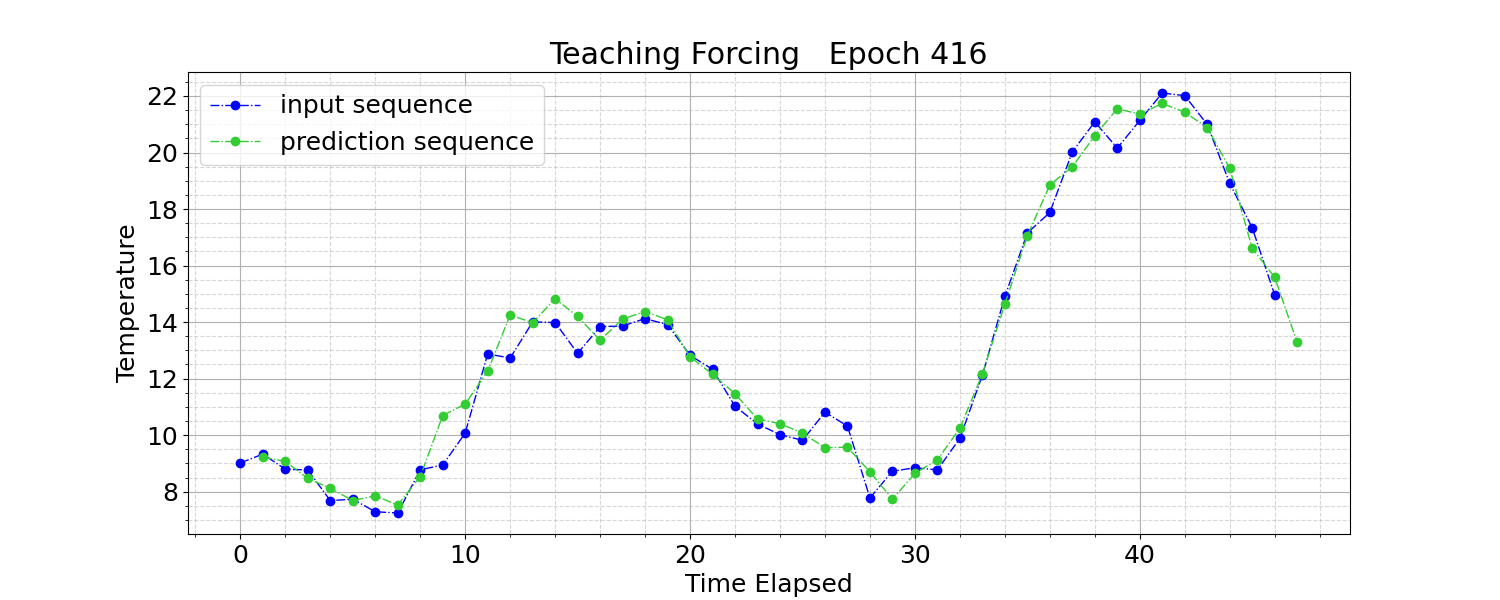 Teaching Forcing   Epoch 416
input sequence
prediction sequence
Temperature
22
20
18
16
14
12
10
8
0 10 20 30 40
Time Elapsed